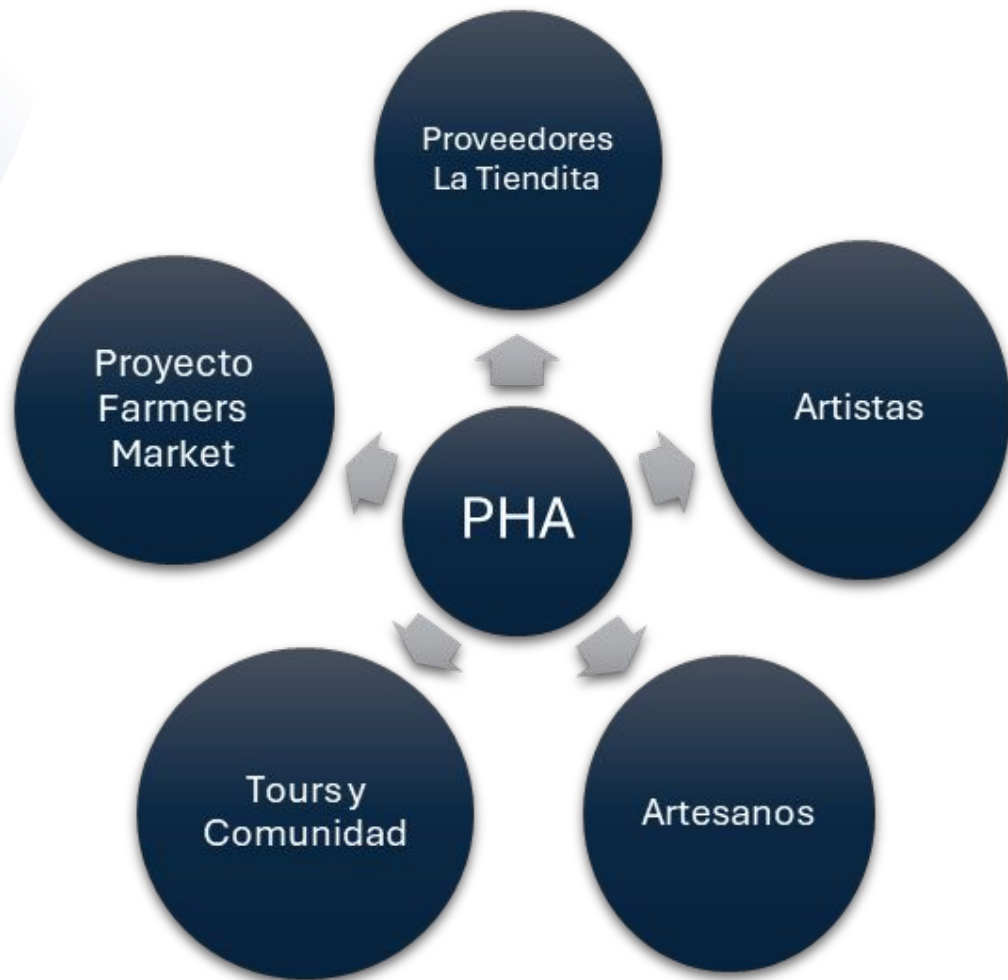 Proveedores
La Tiendita
Proyecto
Farmers
Market
Artistas
PHA
Tours y
Comunidad
Artesanos